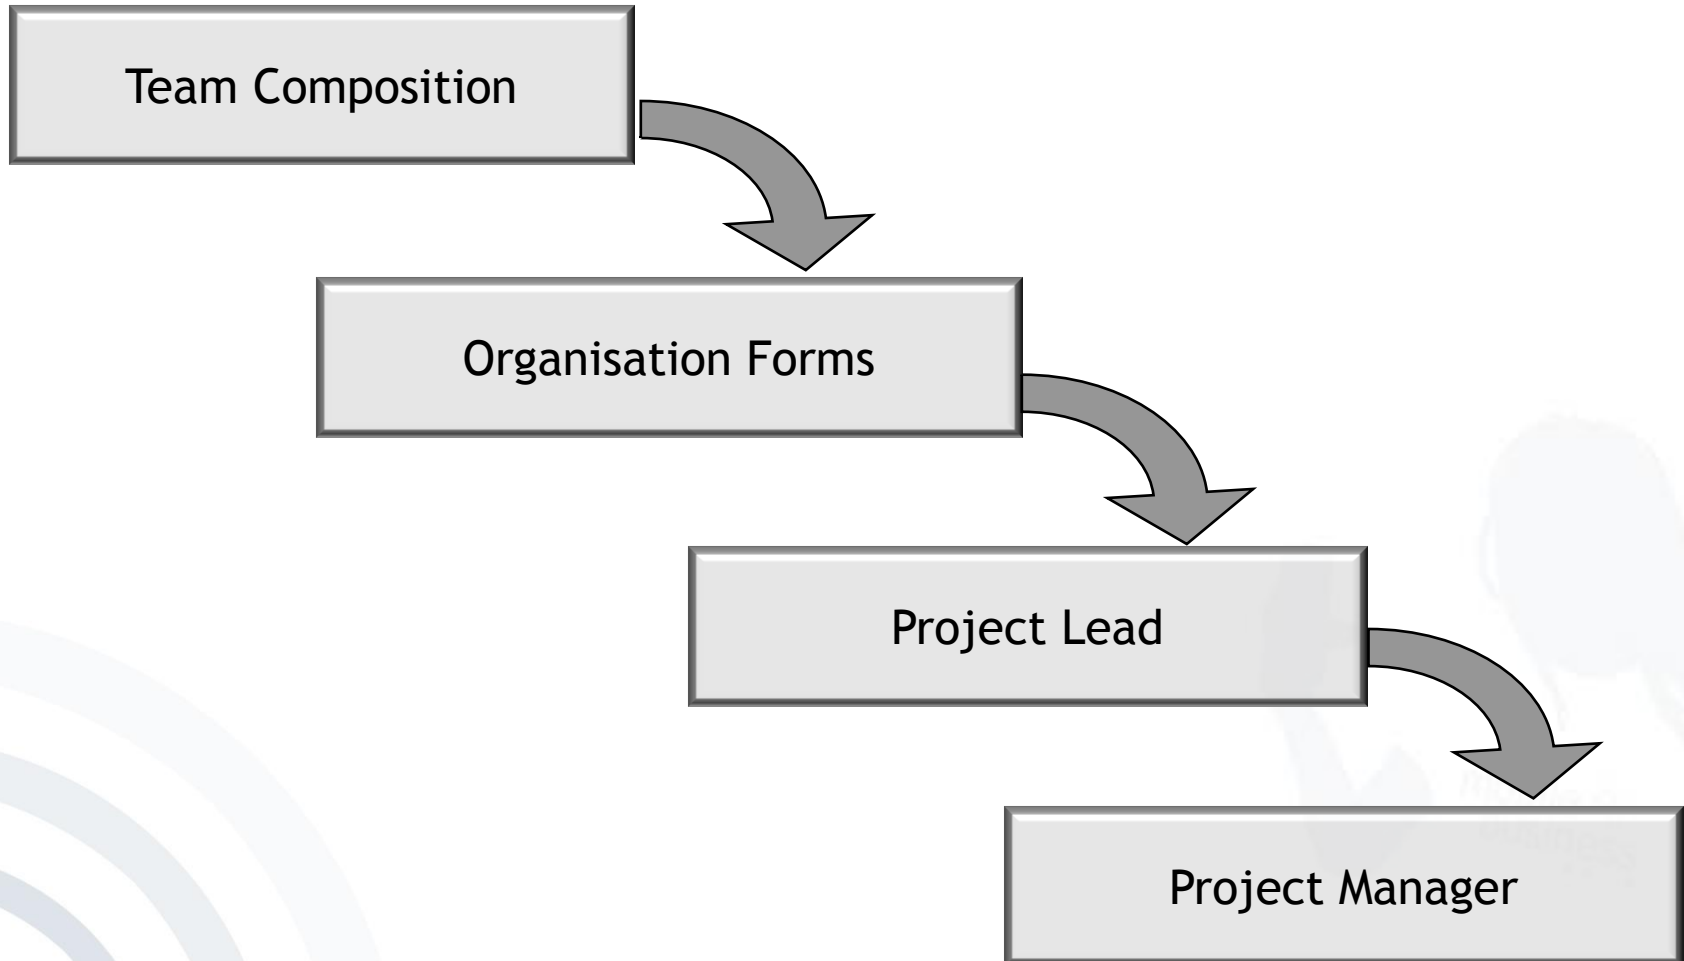 Team Composition
Organisation Forms
Project Lead
Project Manager